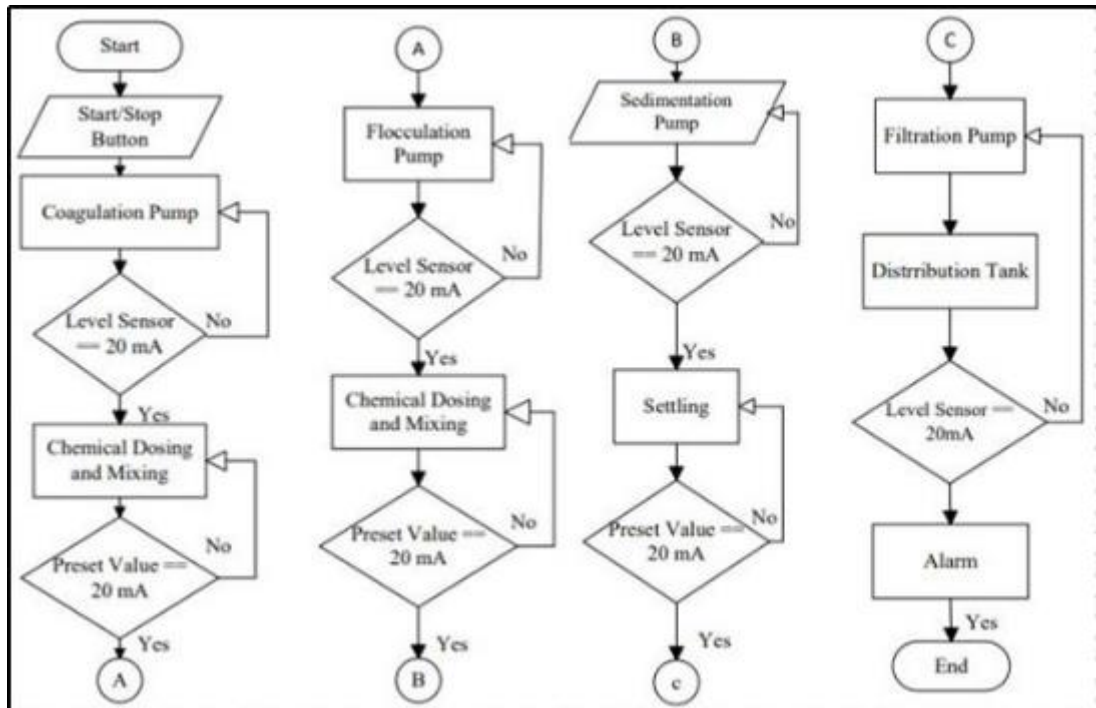 Start
Start/Stop
Button
Coagulation Pump
Level Sensor
== 20 mA
No
Yes
Chemical Dosing
and Mixing
Preset Value ==
20 mA
No
Yes
A
A
Flocculation
Pump
Level Sensor
== 20 mA
No
Yes
Chemical Dosing
and Mixing
Preset Value ==
20 mA
No
Yes
B
B
Sedimentation
Pump
Level Sensor
== 20 mA
No
Yes
Settling
Preset Value ==
20 mA
No
Yes
c
C
Filtration Pump
Distrribution Tank
Level Sensor ==
20mA
No
Alarm
Yes
End